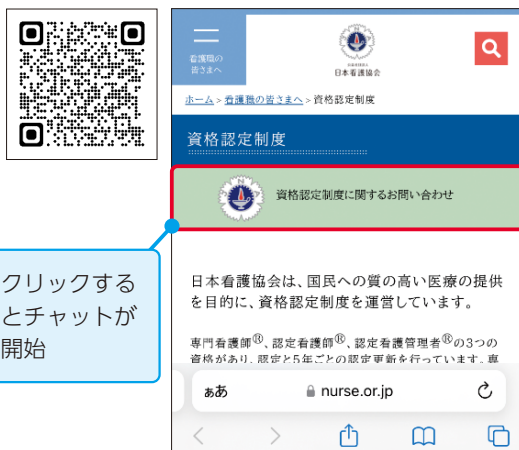 看護職の
皆さまへ
日本看護協会
ホーム > 看護職の皆さまへ > 資格認定制度
資格認定制度
資格認定制度に関するお問い合わせ
クリックする
とチャットが
開始
日本看護協会は、国民への質の高い医療の提供
を目的に、資格認定制度を運営しています。
専門看護師®、認定看護師®、認定看護管理者®の3つの
資格があり、認定と5年ごとの認定更新を行っています。専
ぁあ
nurse.or.jp